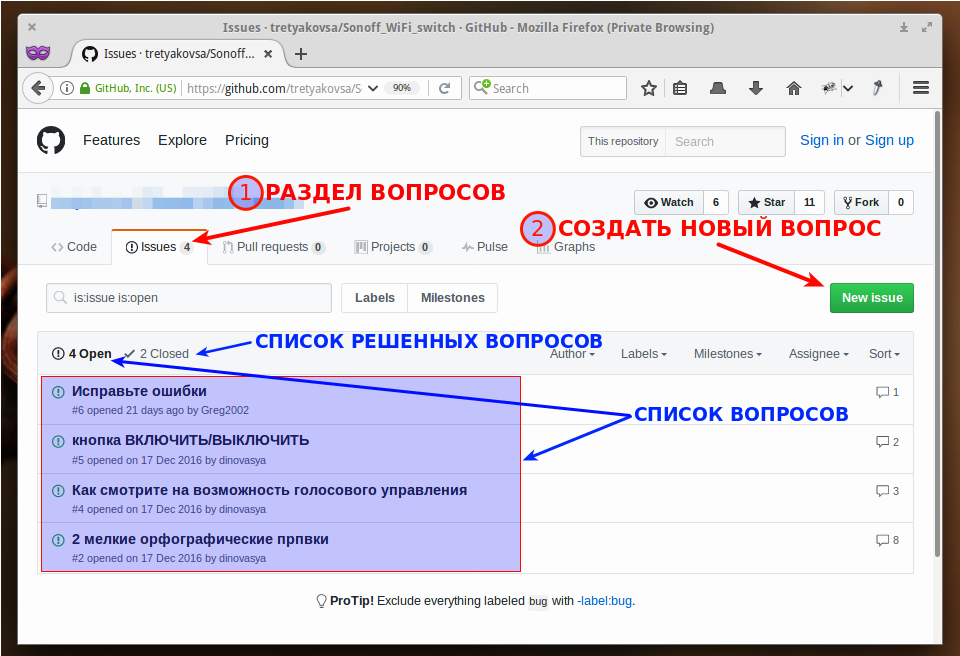 Issues · tretyakovsa/Sonoff_WiFi_switch · GitHub - Mozilla Firefox (Private Browsing)
Issues · tretyakovsa/Sonoff...
GitHub, Inc. (US) https://github.com/tretyakovsa/S 90% Search
Features Explore Pricing This repository Search Sign in or Sign up
1 РАЗДЕЛ ВОПРОСОВ
Watch 6 Star 11 Fork 0
2 СОЗДАТЬ НОВЫЙ ВОПРОС
Code Issues 4 Pull requests 0 Projects 0 Pulse Graphs
is:issue is:open Labels Milestones New issue
СПИСОК РЕШЕННЫХ ВОПРОСОВ
4 Open 2 Closed Author Labels Milestones Assignee Sort
Исправьте ошибки 1
#6 opened 21 days ago by Greg2002
СПИСОК ВОПРОСОВ
кнопка ВКЛЮЧИТЬ/ВЫКЛЮЧИТЬ 2
#5 opened on 17 Dec 2016 by dinovasya
Как смотрите на возможность голосового управления 3
#4 opened on 17 Dec 2016 by dinovasya
2 мелкие орфографические прпвки 8
#2 opened on 17 Dec 2016 by dinovasya
ProTip! Exclude everything labeled bug with -label:bug.